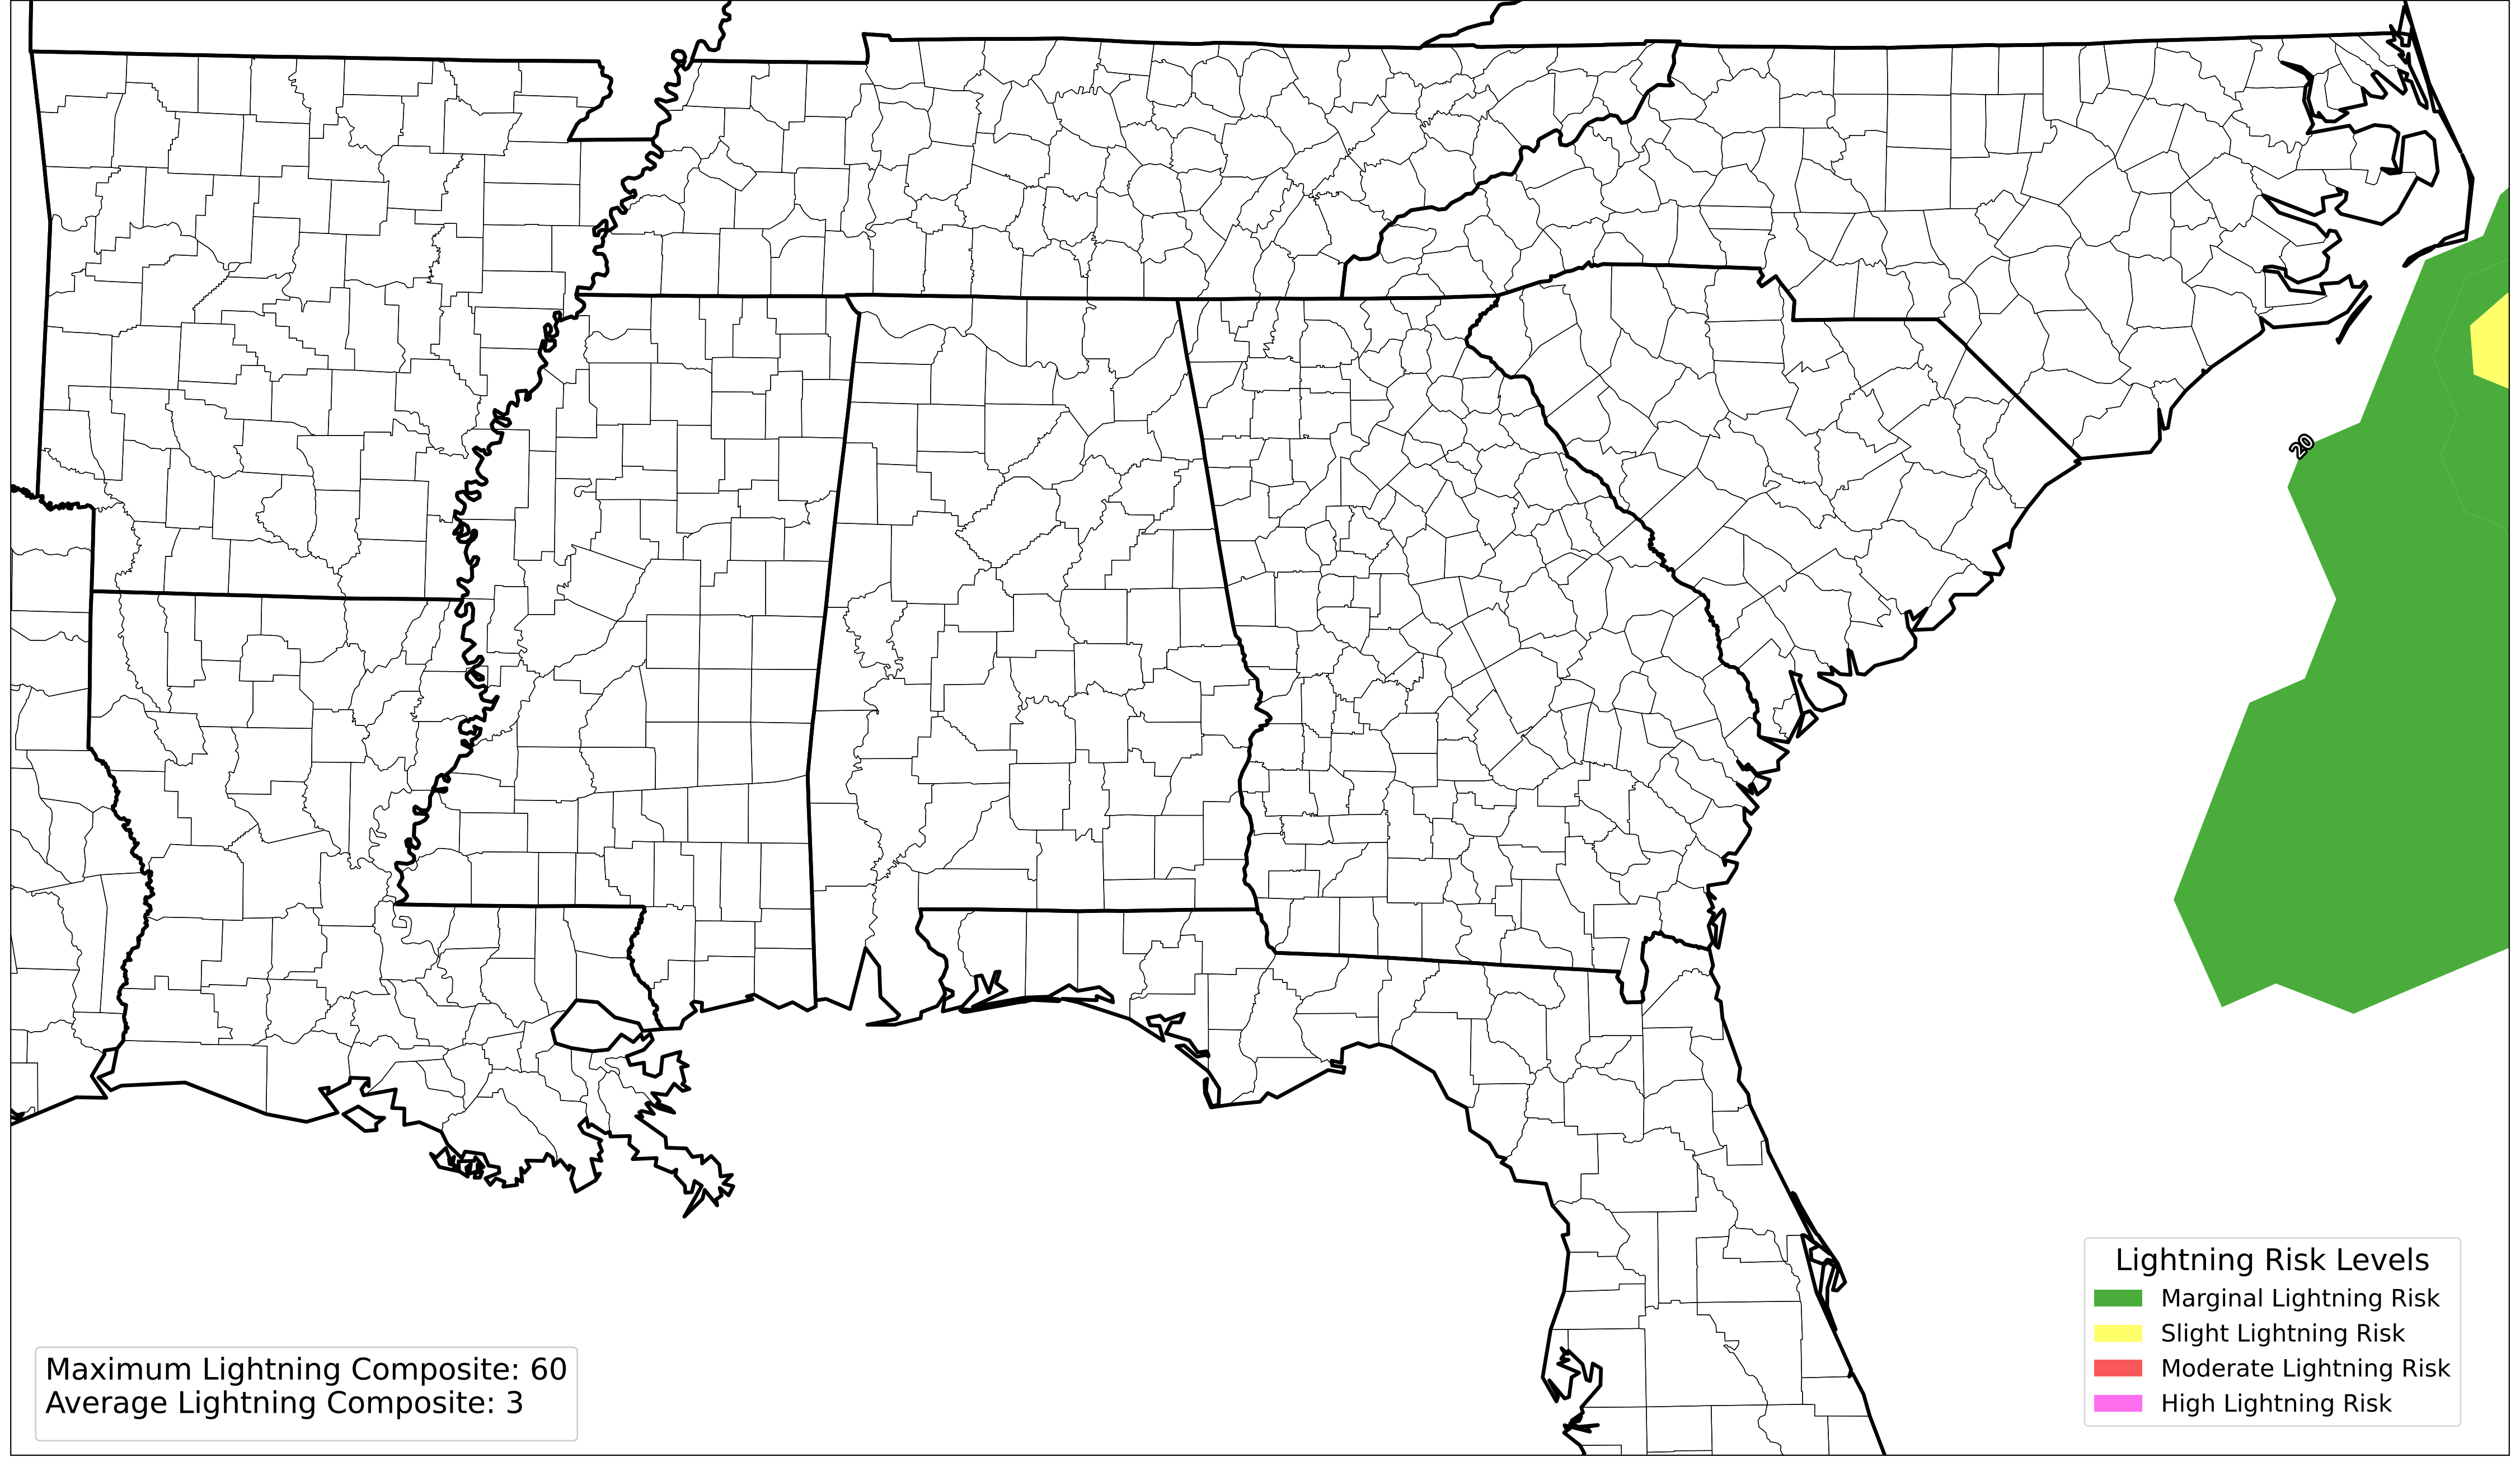 20
Lightning Risk Levels
Marginal Lightning Risk
Slight Lightning Risk
Moderate Lightning Risk
High Lightning Risk
Maximum Lightning Composite: 60
Average Lightning Composite: 3